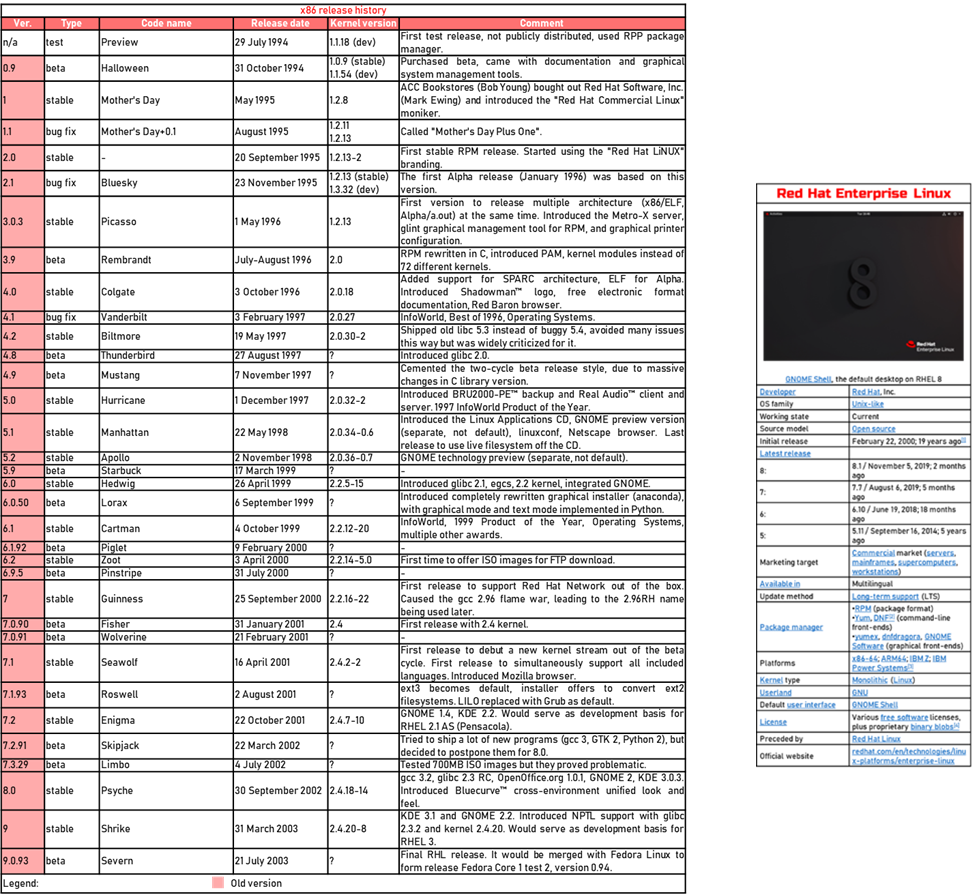 x86 release history
Ver. Type Code name Release date Kernel version Comment
n/a test Preview 29 July 1994 1.1.18 (dev) First test release, not publicly distributed, used RPP package
manager.
0.9 beta Halloween 31 October 1994 1.0.9 (stable) Purchased beta, came with documentation and graphical
1.1.54 (dev) system management tools.
1 stable Mother's Day May 1995 1.2.8 ACC Bookstores (Bob Young) bought out Red Hat Software, Inc.
(Mark Ewing) and introduced the "Red Hat Commercial Linux"
moniker.
1.1 bug fix Mother's Day+0.1 August 1995 1.2.11
1.2.13 Called "Mother's Day Plus One".
2.0 stable - 20 September 1995 1.2.13-2 First stable RPM release. Started using the "Red Hat LiNUX"
branding.
2.1 bug fix Bluesky 23 November 1995 1.2.13 (stable) The first Alpha release (January 1996) was based on this
1.3.32 (dev) version.
3.0.3 stable Picasso 1 May 1996 1.2.13 First version to release multiple architecture (x86/ELF,
Alpha/a.out) at the same time. Introduced the Metro-X server,
glint graphical management tool for RPM, and graphical printer
configuration.
3.9 beta Rembrandt July-August 1996 2.0 RPM rewritten in C, introduced PAM, kernel modules instead of
72 different kernels.
4.0 stable Colgate 3 October 1996 2.0.18 Added support for SPARC architecture, ELF for Alpha.
Introduced Shadowman™ logo, free electronic format
documentation, Red Baron browser.
4.1 bug fix Vanderbilt 3 February 1997 2.0.27 InfoWorld, Best of 1996, Operating Systems.
4.2 stable Biltmore 19 May 1997 2.0.30-2 Shipped old libc 5.3 instead of buggy 5.4, avoided many issues
this way but was widely criticized for it.
4.8 beta Thunderbird 27 August 1997 ? Introduced glibc 2.0.
4.9 beta Mustang 7 November 1997 ? Cemented the two-cycle beta release style, due to massive
changes in C library version.
5.0 stable Hurricane 1 December 1997 2.0.32-2 Introduced BRU2000-PE™ backup and Real Audio™ client and
server. 1997 InfoWorld Product of the Year.
5.1 stable Manhattan 22 May 1998 2.0.34-0.6 Introduced the Linux Applications CD, GNOME preview version
(separate, not default), linuxconf, Netscape browser. Last
release to use live filesystem off the CD.
5.2 stable Apollo 2 November 1998 2.0.36-0.7 GNOME technology preview (separate, not default).
5.9 beta Starbuck 17 March 1999 ? -
6.0 stable Hedwig 26 April 1999 2.2.5-15 Introduced glibc 2.1, egcs, 2.2 kernel, integrated GNOME.
6.0.50 beta Lorax 6 September 1999 ? Introduced completely rewritten graphical installer (anaconda),
with graphical mode and text mode implemented in Python.
6.1 stable Cartman 4 October 1999 2.2.12-20 InfoWorld, 1999 Product of the Year, Operating Systems,
multiple other awards.
6.1.92 beta Piglet 9 February 2000 ? -
6.2 stable Zoot 3 April 2000 2.2.14-5.0 First time to offer ISO images for FTP download.
6.9.5 beta Pinstripe 31 July 2000 ? -
7 stable Guinness 25 September 2000 2.2.16-22 First release to support Red Hat Network out of the box.
Caused the gcc 2.96 flame war, leading to the 2.96RH name
being used later.
7.0.90 beta Fisher 31 January 2001 2.4 First release with 2.4 kernel.
7.0.91 beta Wolverine 21 February 2001 ? -
7.1 stable Seawolf 16 April 2001 2.4.2-2 First release to debut a new kernel stream out of the beta
cycle. First release to simultaneously support all included
languages. Introduced Mozilla browser.
7.1.93 beta Roswell 2 August 2001 ? ext3 becomes default, installer offers to convert ext2
filesystems. LILO replaced with Grub as default.
7.2 stable Enigma 22 October 2001 2.4.7-10 GNOME 1.4, KDE 2.2. Would serve as development basis for
RHEL 2.1 AS (Pensacola).
7.2.91 beta Skipjack 22 March 2002 ? Tried to ship a lot of new programs (gcc 3, GTK 2, Python 2), but
decided to postpone them for 8.0.
7.3.29 beta Limbo 4 July 2002 ? Tested 700MB ISO images but they proved problematic.
8.0 stable Psyche 30 September 2002 2.4.18-14 gcc 3.2, glibc 2.3 RC, OpenOffice.org 1.0.1, GNOME 2, KDE 3.0.3.
Introduced Bluecurve™ cross-environment unified look and
feel.
9 stable Shrike 31 March 2003 2.4.20-8 KDE 3.1 and GNOME 2.2. Introduced NPTL support with glibc
2.3.2 and kernel 2.4.20. Would serve as development basis for
RHEL 3.
9.0.93 beta Severn 21 July 2003 ? Final RHL release. It would be merged with Fedora Linux to
form release Fedora Core 1 test 2, version 0.94.
Legend: Old version
Red Hat Enterprise Linux
8
Red Hat
Enterprise Linux
GNOME Shell, the default desktop on RHEL 8
Developer Red Hat, Inc.
OS family Unix-like
Working state Current
Source model Open source
Initial release February 22, 2000; 19 years ago
Latest release
8: 8.1 / November 5, 2019; 2 months
ago
7: 7.7 / August 6, 2019; 5 months
ago
6: 6.10 / June 19, 2018; 18 months
ago
5: 5.11 / September 16, 2014; 5 years
ago
Marketing target Commercial market (servers,
mainframes, supercomputers,
workstations)
Available in Multilingual
Update method Long-term support (LTS)
Package manager •RPM (package format)
•Yum, DNF (command-line
front-ends)
•yumex, dnfdragora, GNOME
Software (graphical front-ends)
Platforms x86-64; ARM64; IBM Z; IBM
Power Systems
Kernel type Monolithic (Linux)
Userland GNU
Default user interface GNOME Shell
License Various free software licenses,
plus proprietary binary blobs
Preceded by Red Hat Linux
Official website redhat.com/en/technologies/linu
x-platforms/enterprise-linux